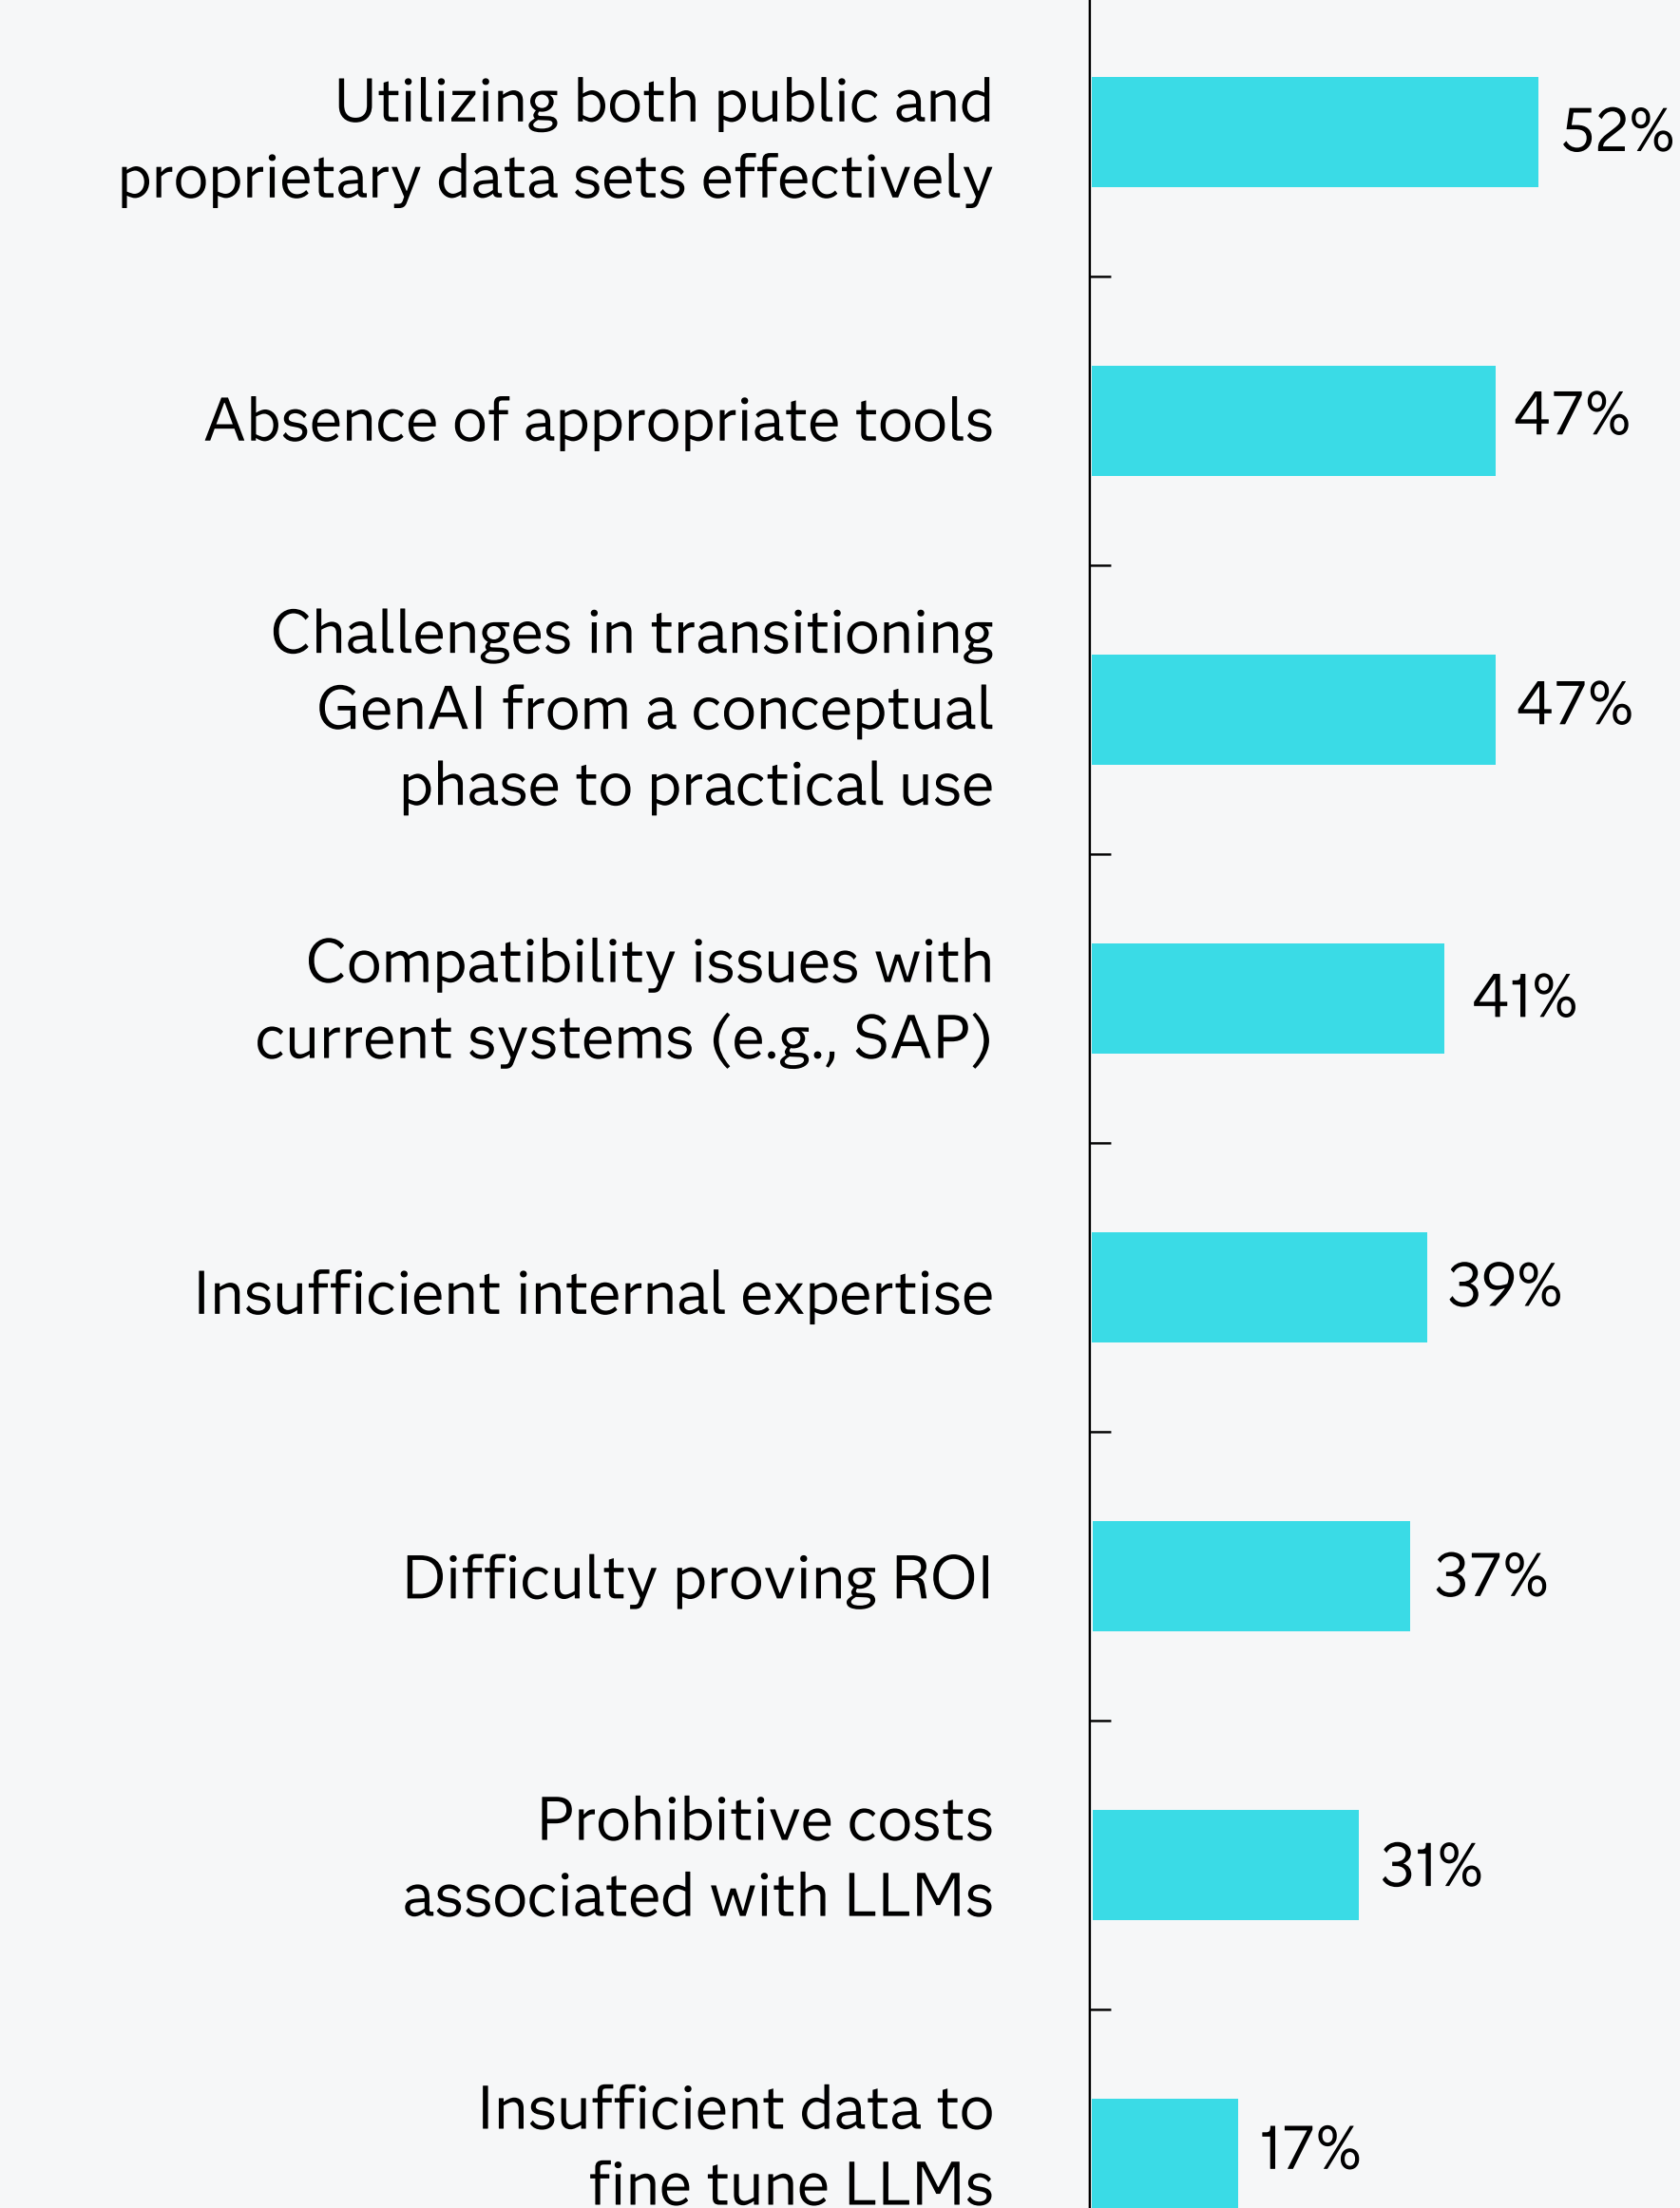 Utilizing both public and
proprietary data sets effectively
52%
Absence of appropriate tools
47%
Challenges in transitioning
GenAI from a conceptual
phase to practical use
47%
Compatibility issues with
current systems (e.g., SAP)
41%
Insufficient internal expertise
39%
Difficulty proving ROI
37%
Prohibitive costs
associated with LLMs
31%
Insufficient data to
fine tune LLMs
17%